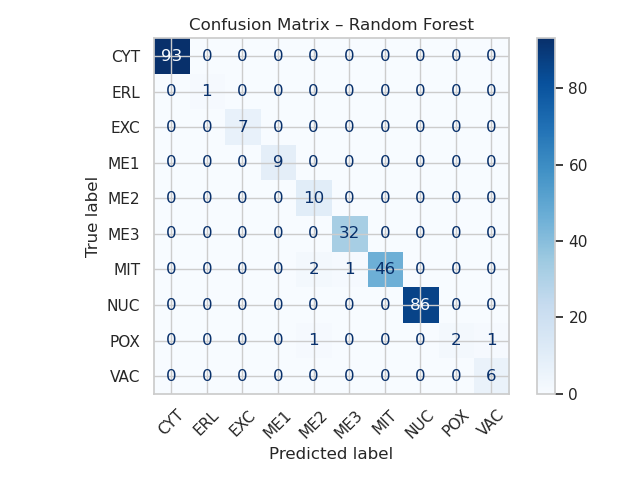 Confusion Matrix – Random Forest
CYT 93 0 0 0 0 0 0 0 0 0
ERL 0 1 0 0 0 0 0 0 0 0
EXC 0 0 7 0 0 0 0 0 0 0
ME1 0 0 0 9 0 0 0 0 0 0
ME2 0 0 0 0 10 0 0 0 0 0
ME3 0 0 0 0 0 32 0 0 0 0
MIT 0 0 0 0 2 1 46 0 0 0
NUC 0 0 0 0 0 0 0 86 0 0
POX 0 0 0 0 1 0 0 0 2 1
VAC 0 0 0 0 0 0 0 0 0 6
CYT ERL EXC ME1 ME2 ME3 MIT NUC POX VAC
Predicted label
True label
80
60
40
20
0